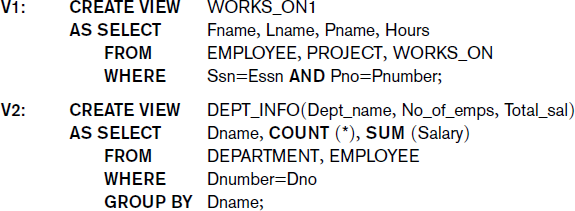 V1: CREATE VIEW WORKS_ON1
AS SELECT Fname, Lname, Pname, Hours
FROM EMPLOYEE, PROJECT, WORKS_ON
WHERE Ssn=Essn AND Pno=Pnumber;
V2: CREATE VIEW DEPT_INFO(Dept_name, No_of_emps, Total_sal)
AS SELECT Dname, COUNT (*), SUM (Salary)
FROM DEPARTMENT, EMPLOYEE
WHERE Dnumber=Dno
GROUP BY Dname;